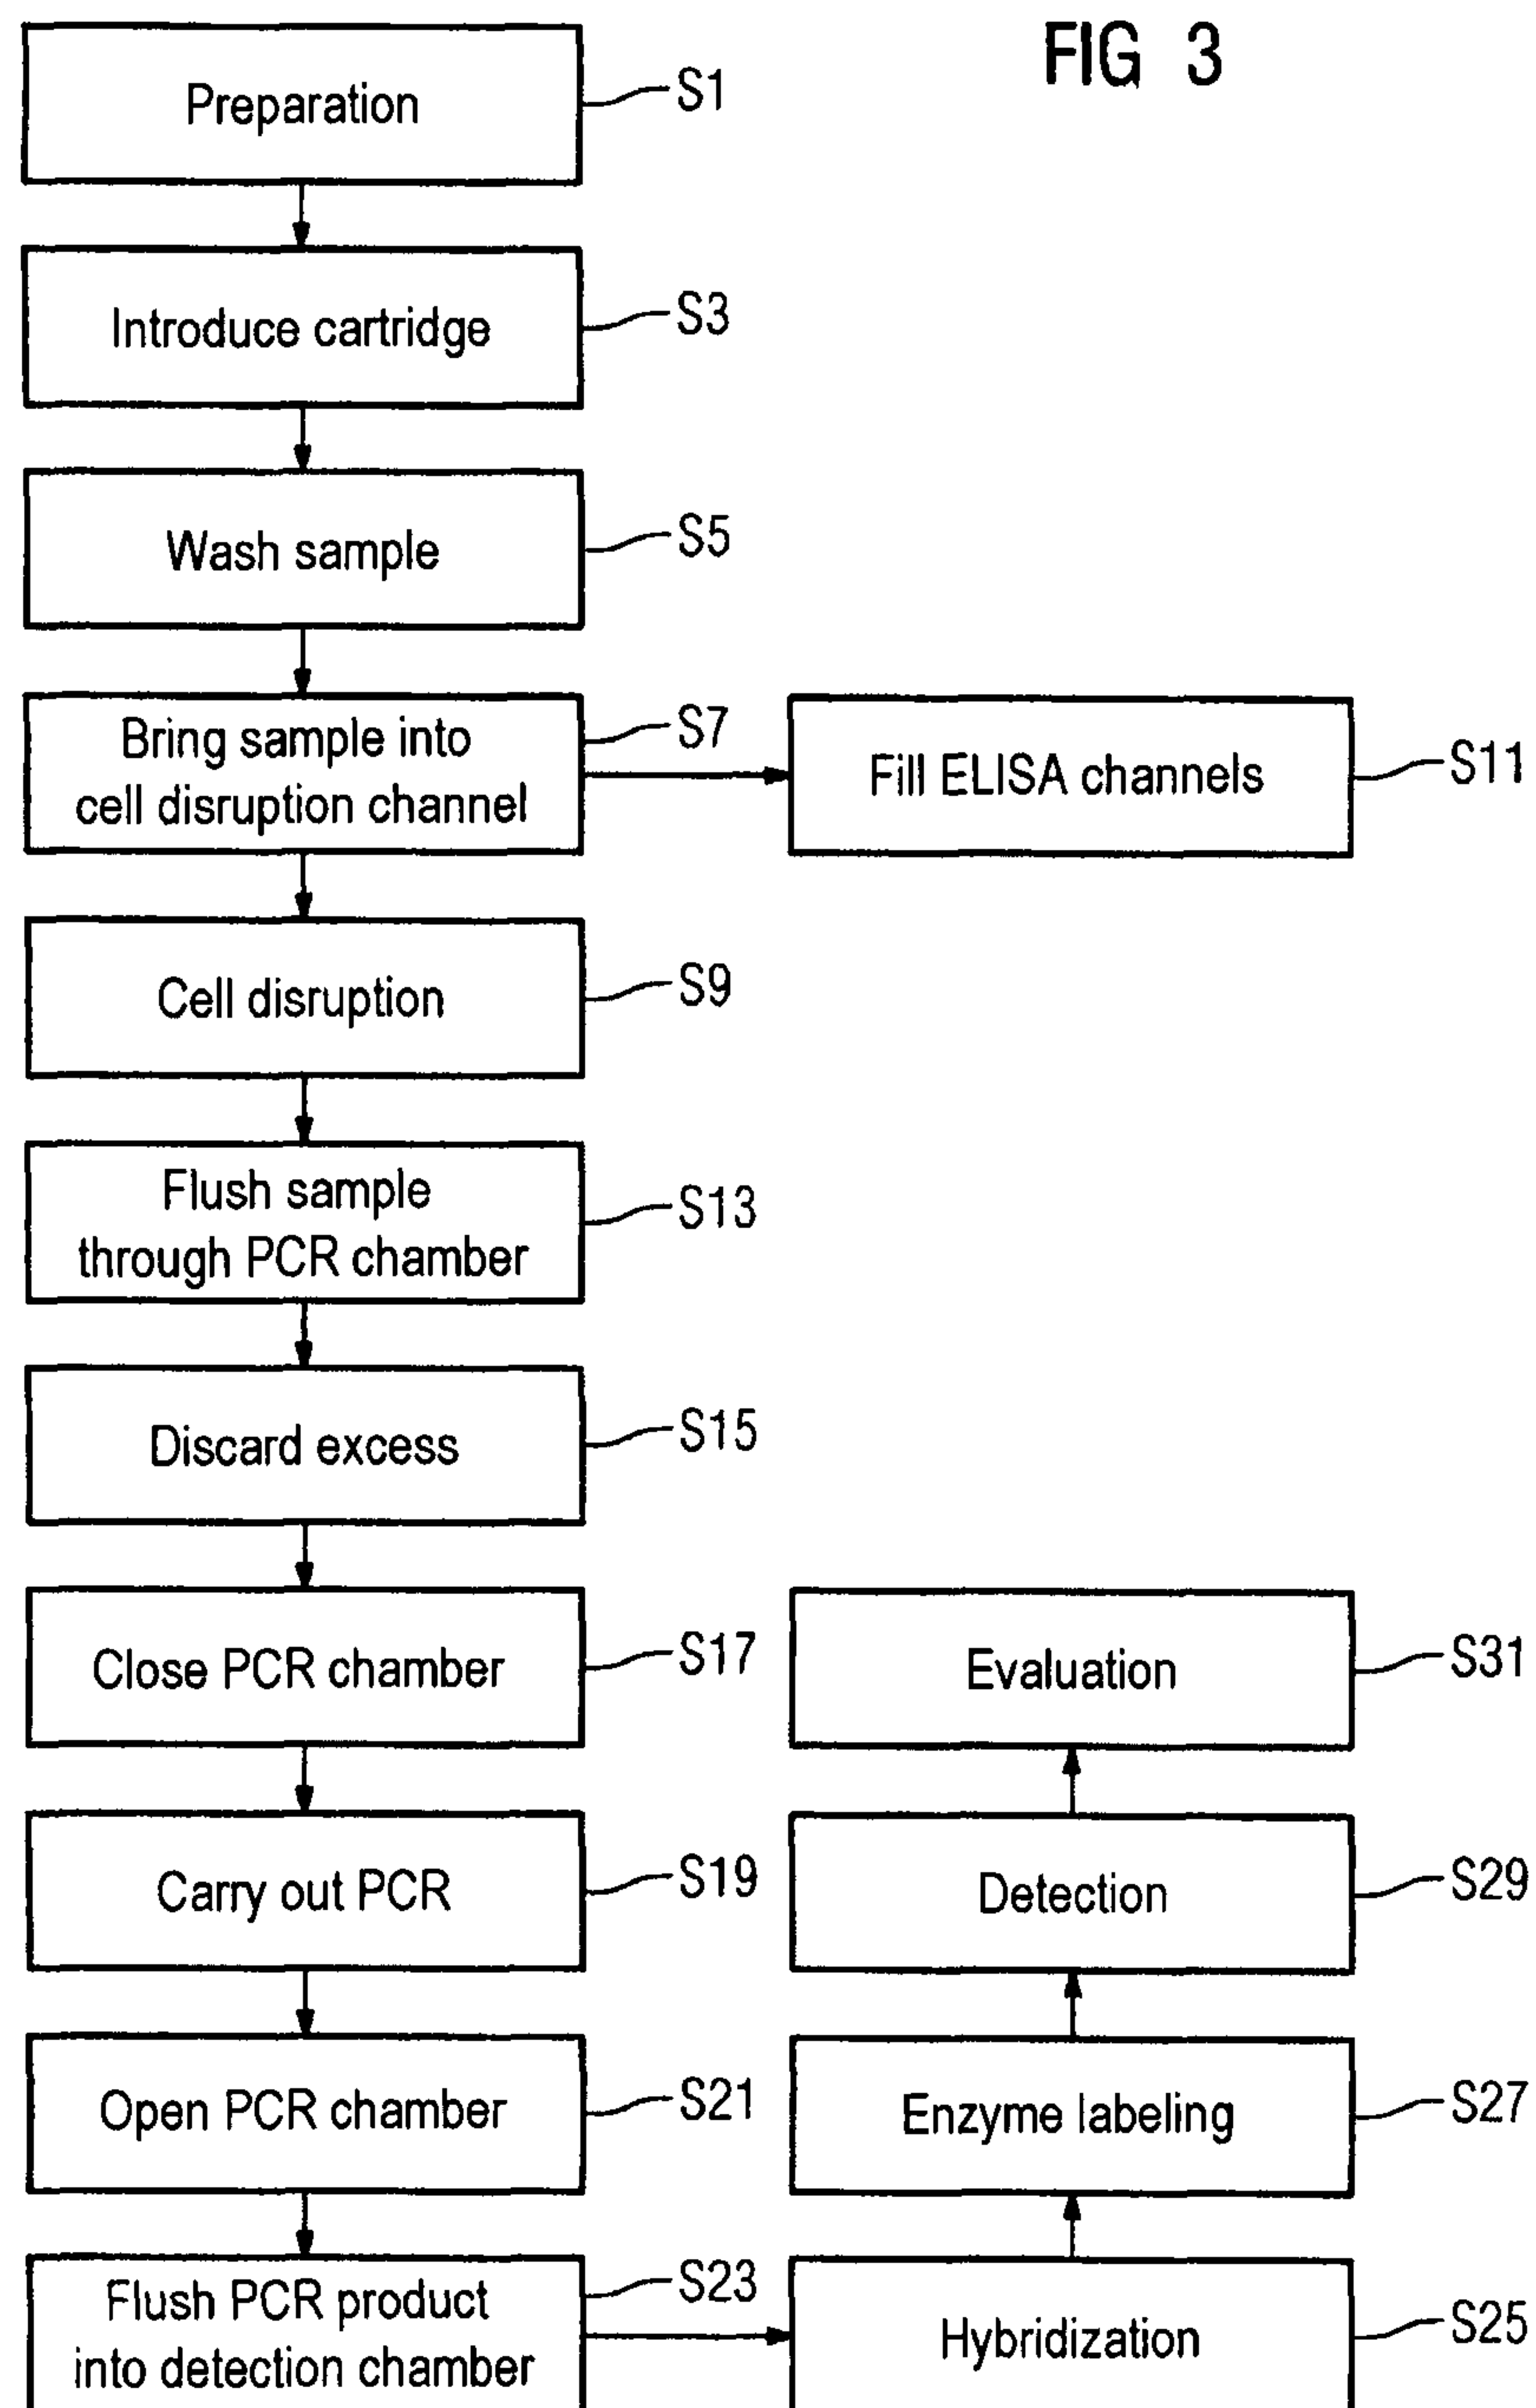 FIG 3
Preparation
S1
Introduce cartridge
S3
Wash sample
S5
Bring sample into
cell disruption channel
S7
Fill ELISA channels
S11
Cell disruption
S9
Flush sample
through PCR chamber
S13
Discard excess
S15
Close PCR chamber
S17
Evaluation
S31
Carry out PCR
S19
Detection
S29
Open PCR chamber
S21
Enzyme labeling
S27
Flush PCR product
into detection chamber
S23
Hybridization
S25